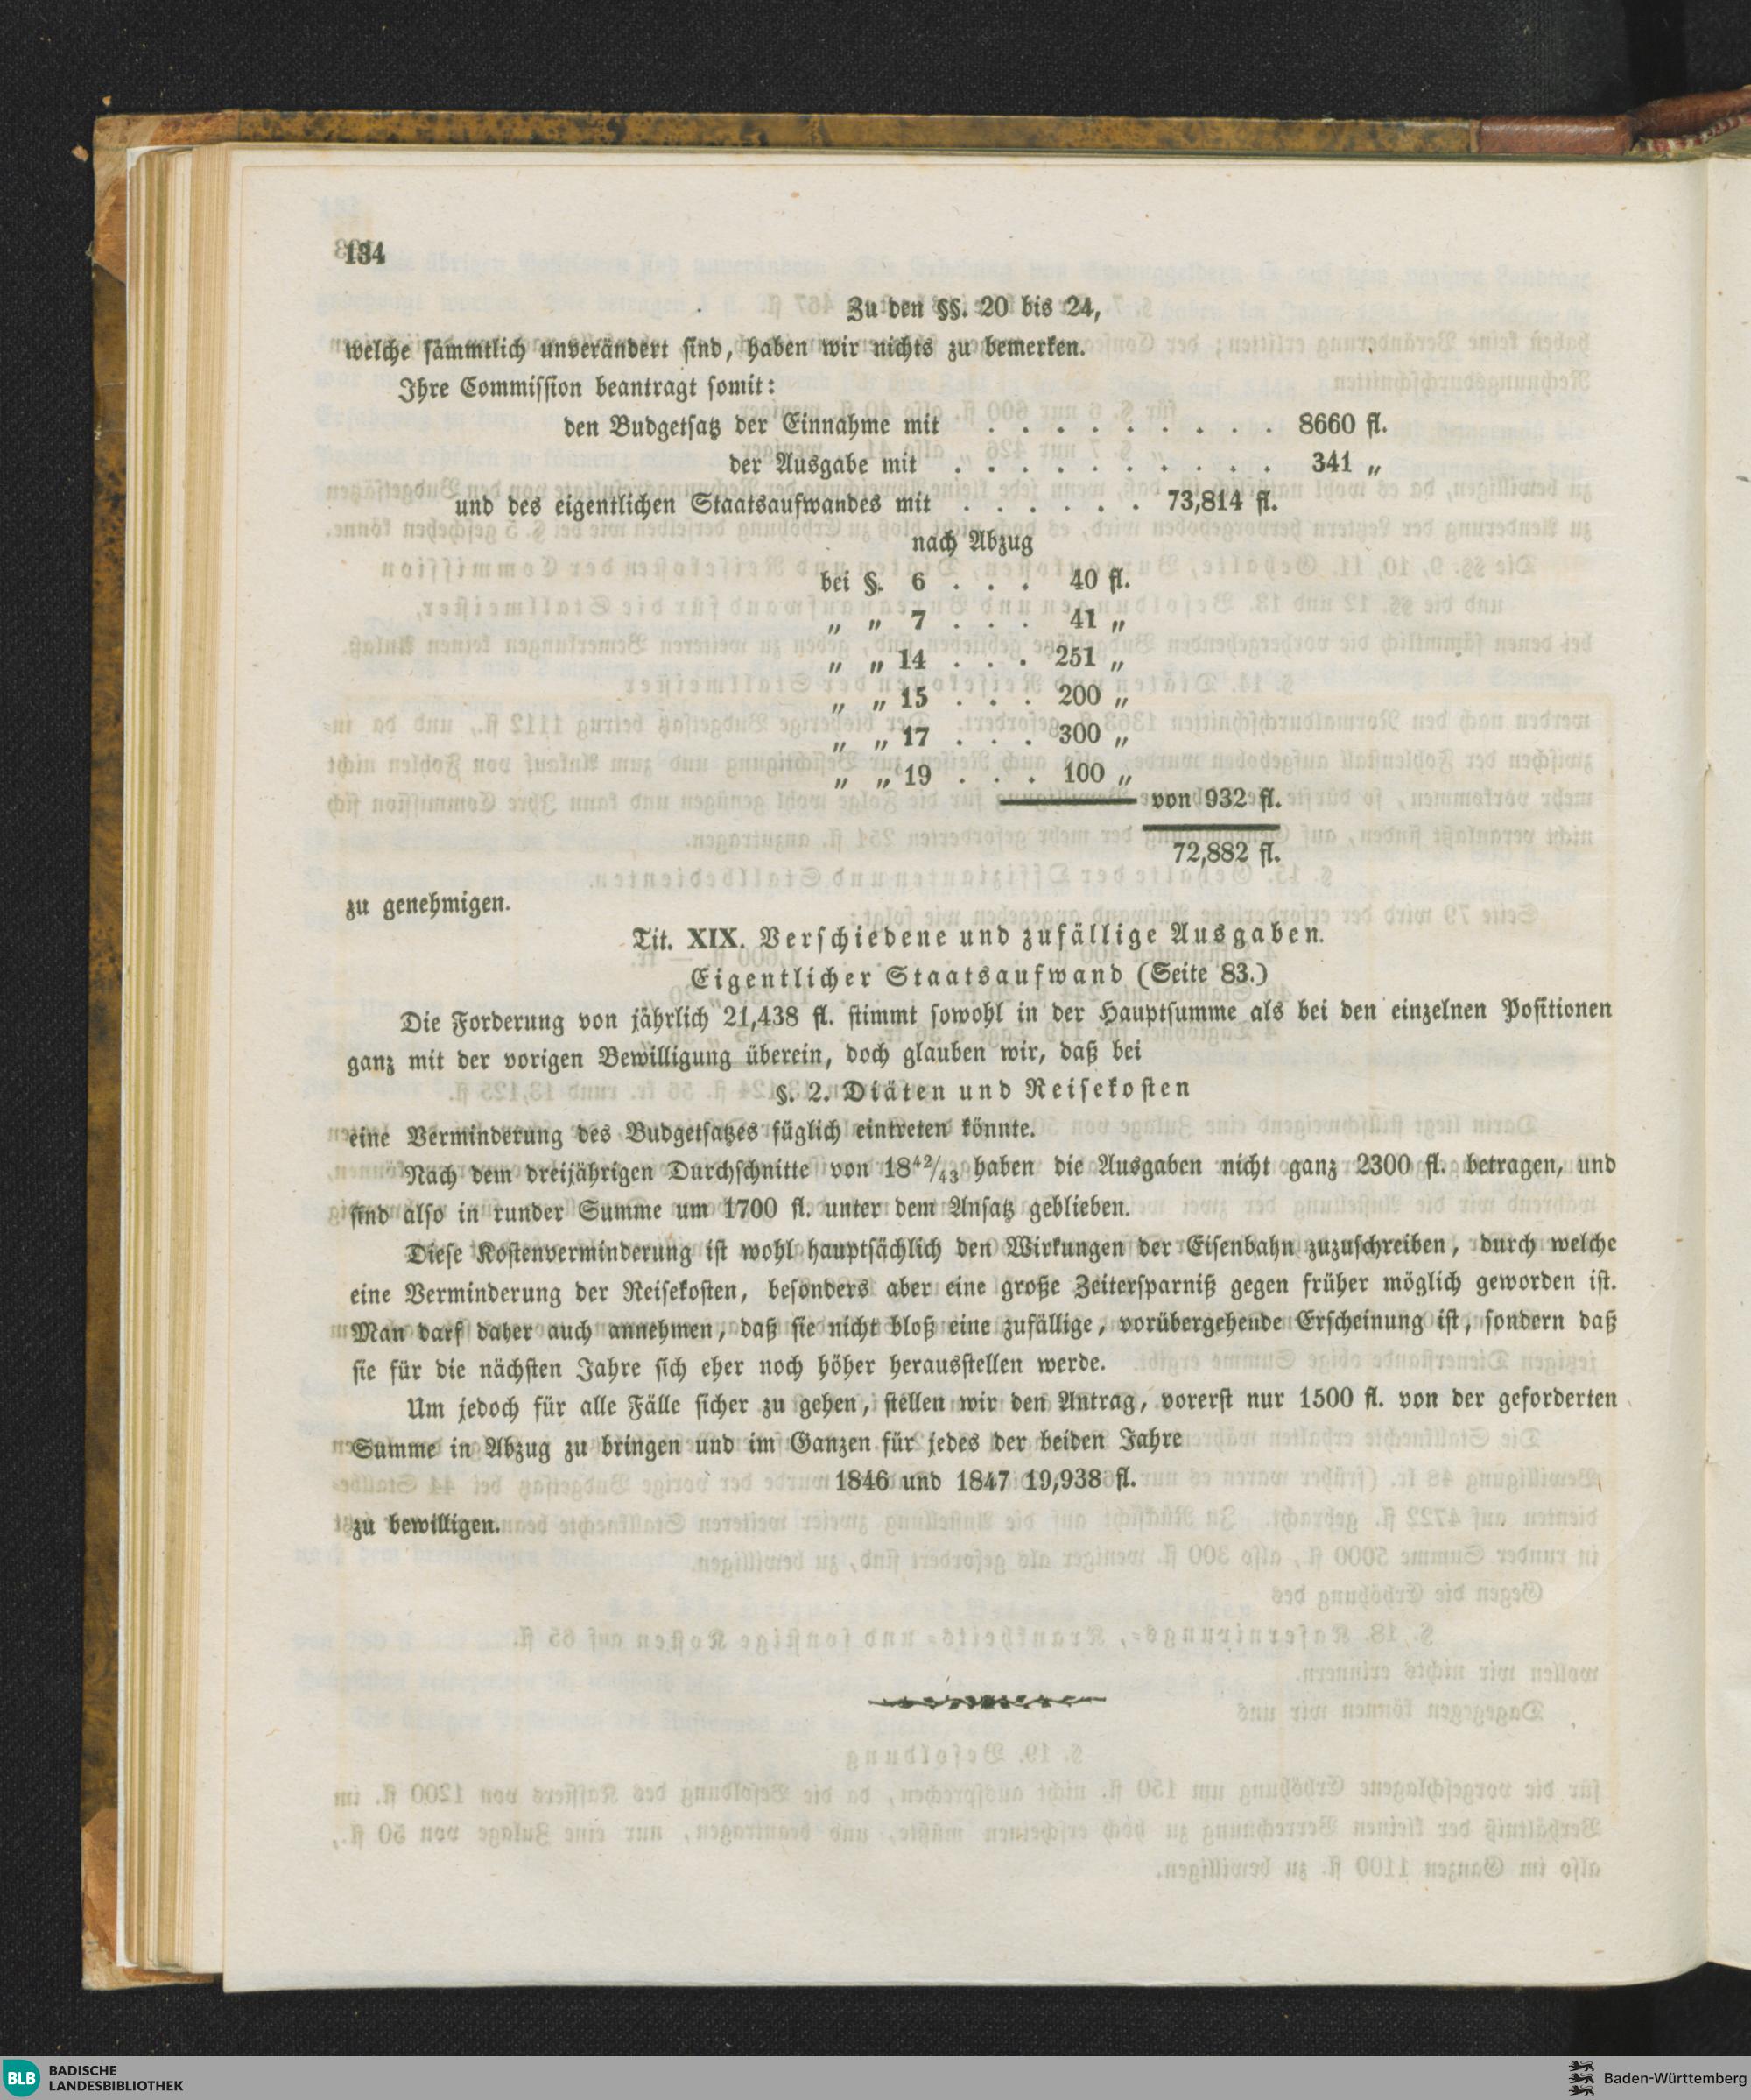 134
Zu den §§. 20 bis 24,
welche sämmtlich unverändert sind, haben wir nichts zu bemerken.
Ihre Commission beantragt somit:
den Budgetsatz der Einnahme mit . . . . . . . . . 8660 fl.
der Ausgabe mit . . . . . . . . . . 341 „
und des eigentlichen Staatsaufwandes mit . . . . . . 73,814 fl.
nach Abzug
bei §. 6 . . . 40 fl.
„ „ 7 . . . 41 „
„ „ 14 . . . 251 „
„ „ 15 . . . 200 „
„ „ 17 . . . 300 „
„ „ 19 . . . 100 „
von 932 fl.
72,882 fl.
zu genehmigen.
Tit. XIX. Verschiedene und zufällige Ausgaben.
Eigentlicher Staatsaufwand (Seite 83.)
Die Forderung von jährlich 21,438 fl. stimmt sowohl in der Hauptsumme als bei den einzelnen Positionen
ganz mit der vorigen Bewilligung überein, doch glauben wir, daß bei
§. 2. Diäten und Reisekosten
eine Verminderung des Budgetsatzes füglich eintreten könnte.
Nach dem dreijährigen Durchschnitte von 18⁴²/₄₃ haben die Ausgaben nicht ganz 2300 fl. betragen, und
sind also in runder Summe um 1700 fl. unter dem Ansatz geblieben.
Diese Kostenverminderung ist wohl hauptsächlich den Wirkungen der Eisenbahn zuzuschreiben, durch welche
eine Verminderung der Reisekosten, besonders aber eine große Zeitersparniß gegen früher möglich geworden ist.
Man darf daher auch annehmen, daß sie nicht bloß eine zufällige, vorübergehende Erscheinung ist, sondern daß
sie für die nächsten Jahre sich eher noch höher herausstellen werde.
Um jedoch für alle Fälle sicher zu gehen, stellen wir den Antrag, vorerst nur 1500 fl. von der geforderten
Summe in Abzug zu bringen und im Ganzen für jedes der beiden Jahre
1846 und 1847 19,938 fl.
zu bewilligen.
BLB BADISCHE
LANDESBIBLIOTHEK
Baden-Württemberg